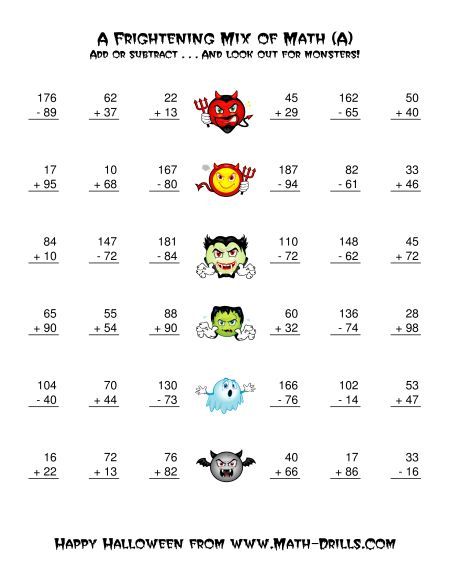 A Frightening Mix of Math (A)
Add or subtract . . . And look out for monsters!
176 62 22 45 162 50
- 89 + 37 + 13 + 29 - 65 + 40
17 10 167 187 82 33
+ 95 + 68 - 80 - 94 - 61 + 46
84 147 181 110 148 45
+ 10 - 72 - 84 - 72 - 62 + 72
65 55 88 60 136 28
+ 90 + 54 + 90 + 32 - 74 + 98
104 70 130 166 102 53
- 40 + 44 - 73 - 76 - 14 + 47
16 72 76 40 17 33
+ 22 + 13 + 82 + 66 + 86 - 16
Happy Halloween from www.Math-Drills.com